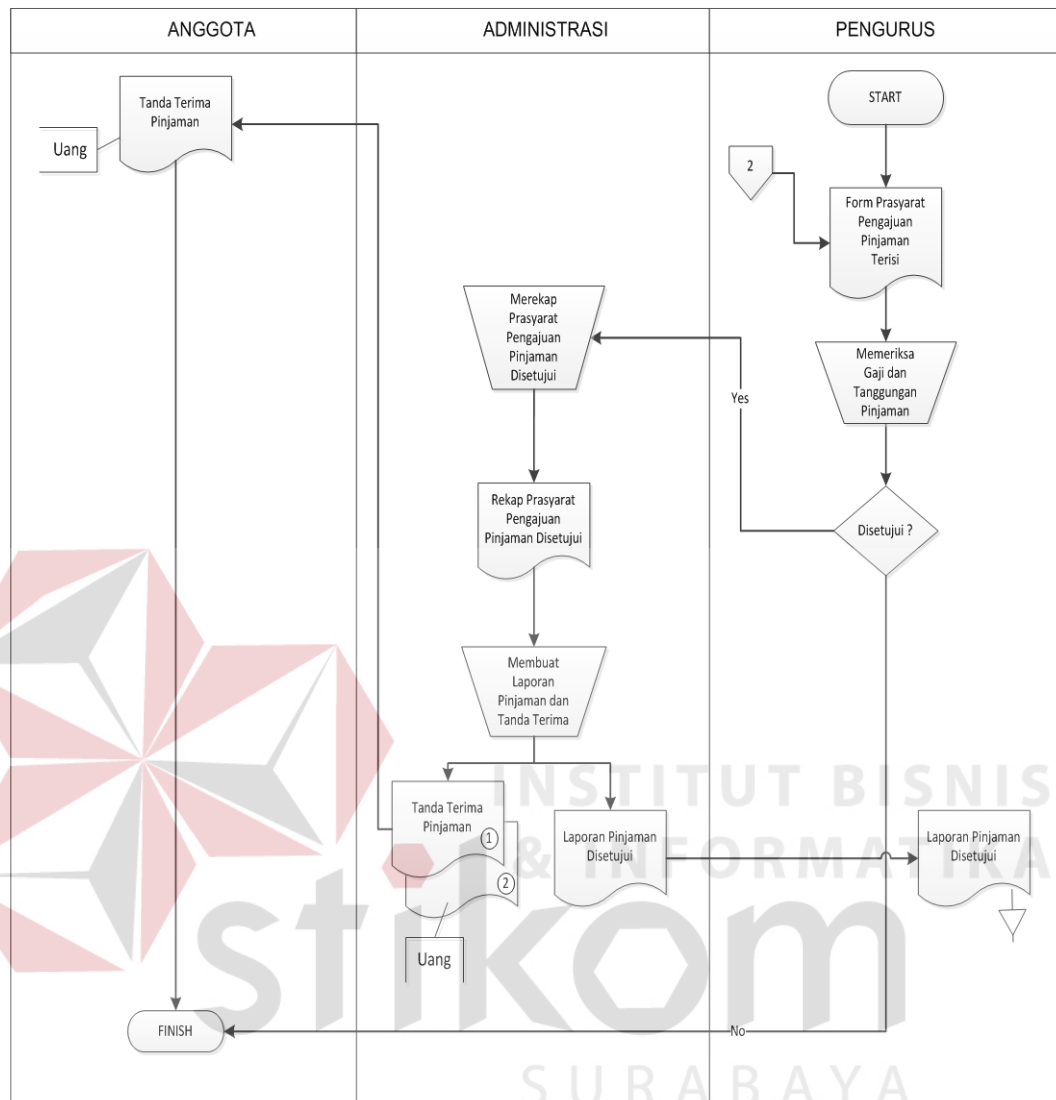 ANGGOTA
ADMINISTRASI
PENGURUS
Tanda Terima
Pinjaman
Uang
START
2
Form Prasyarat
Pengajuan
Pinjaman
Terisi
Merekap
Prasyarat
Pengajuan
Pinjaman
Disetujui
Memeriksa
Gaji dan
Tanggungan
Pinjaman
Yes
Rekap Prasyarat
Pengajuan
Pinjaman Disetujui
Disetujui ?
Membuat
Laporan
Pinjaman dan
Tanda Terima
Tanda Terima
Pinjaman
1
2
Uang
Laporan Pinjaman
Disetujui
Laporan Pinjaman
Disetujui
FINISH
No
INSTITUT BISNIS
& INFORMATIKA
stikom
SURABAYA